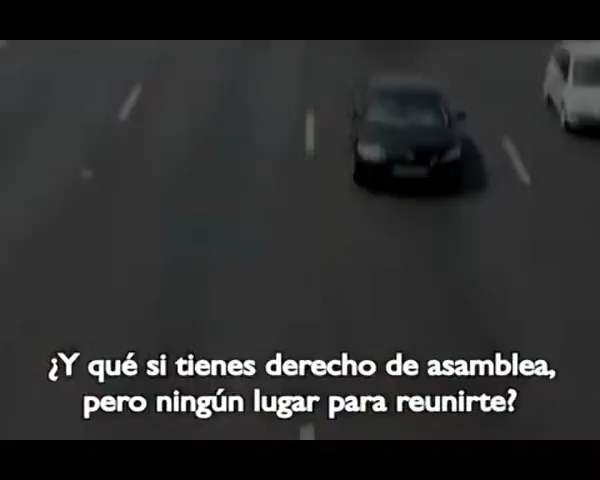 ¿Y qué si tienes derecho de asamblea,
pero ningún lugar para reunirte?